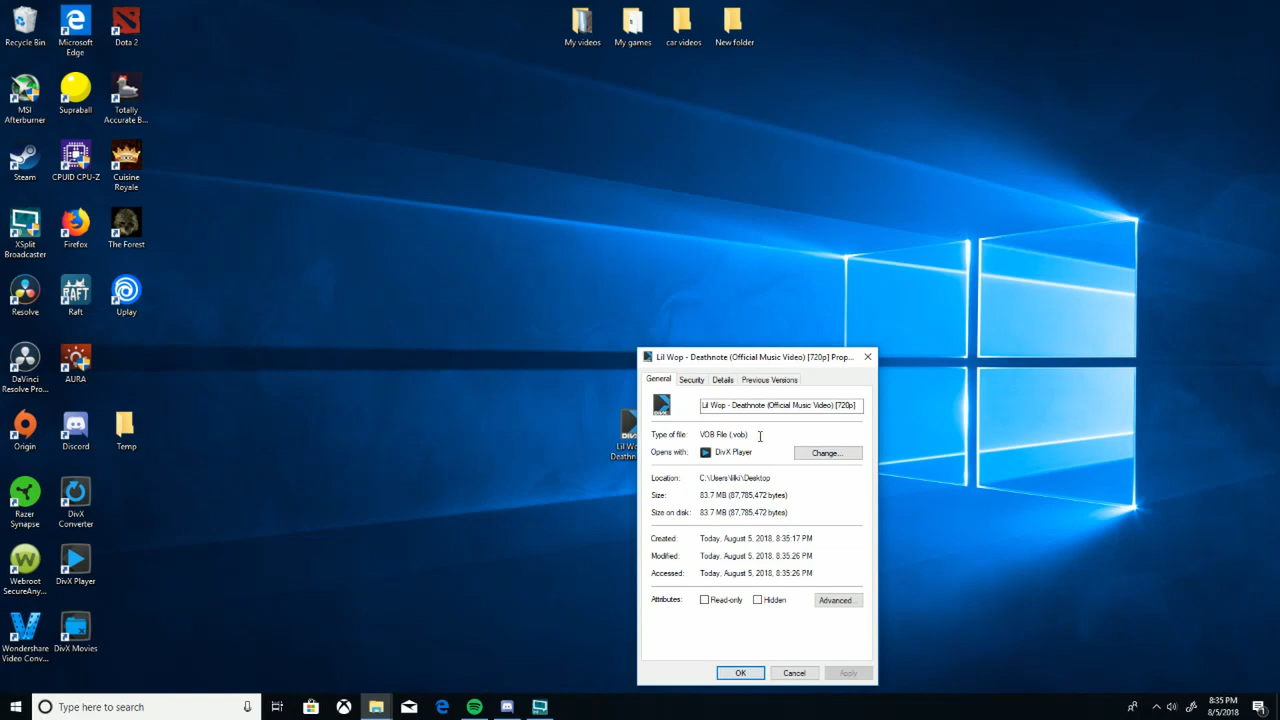 Recycle Bin
Microsoft
Edge
Dota 2
My videos
My games
car videos
New folder
MSI
Afterburner
Supraball
Totally
Accurate B...
Steam
CPUID CPU-Z
Cuisine
Royale
XSplit
Broadcaster
Firefox
The Forest
Resolve
RAFT
Raft
Uplay
DaVinci
Resolve Pro...
AURA
Origin
Discord
Temp
Razer
Synapse
DivX
Converter
Webroot
SecureAny...
DivX Player
Wondershare
Video Conv...
DivX Movies
Lil Wop - Deathnote (Official Music Video) [720p] Prop...
General
Security
Details
Previous Versions
Lil Wop - Deathnote (Official Music Video) [720p]
Type of file: VOB File (.vob)
Opens with: DivX Player
Change...
Location: C:\Users\lilki\Desktop
Size: 83.7 MB (87,785,472 bytes)
Size on disk: 83.7 MB (87,785,472 bytes)
Created: Today, August 5, 2018, 8:35:17 PM
Modified: Today, August 5, 2018, 8:35:26 PM
Accessed: Today, August 5, 2018, 8:35:26 PM
Attributes: Read-only Hidden Advanced...
OK Cancel Apply
Type here to search
8:35 PM
8/5/2018